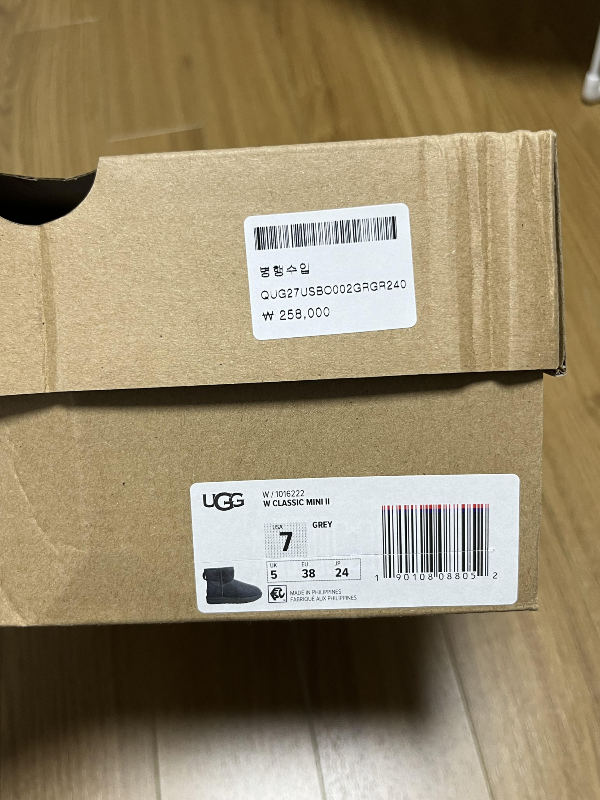 병행수입
QUG27USBO002GRGR240
₩ 258,000
UGG
W / 1016222
W CLASSIC MINI II
USA
7
GREY
UK
5
EU
38
JP
24
MADE IN PHILIPPINES
FABRIQUÉ AUX PHILIPPINES
1 90108 08805 2